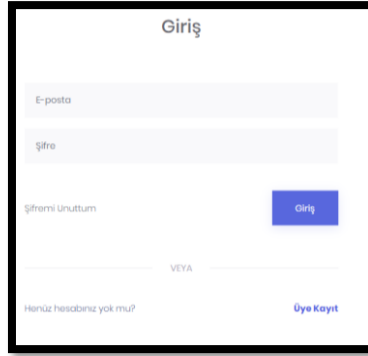 Giriş
E-posta
Şifre
Şifremi Unuttum
Giriş
VEYA
Henüz hesabınız yok mu?
Üye Kayıt